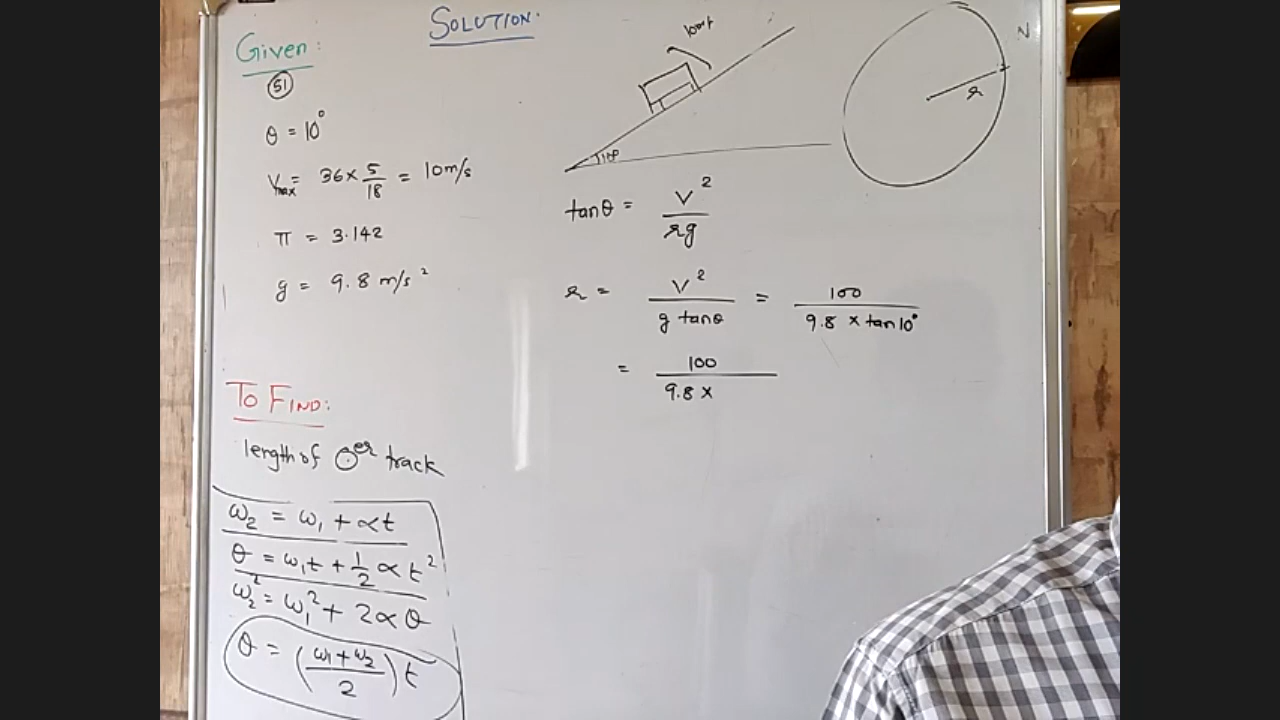 SOLUTION:
Given:
51
θ = 10°
Vmax = 36 × 5/18 = 10 m/s
π = 3.142
g = 9.8 m/s²
To FIND:
length of ʘer track
ω₂ = ω₁ + αt
θ = ω₁t + 1/2 αt²
ω₂² = ω₁² + 2αθ
θ = (ω₁+ω₂/2) t
10°
r
N
tanθ = V²/rg
r = V²/g tanθ = 100/9.8 × tan10°
= 100/9.8 ×